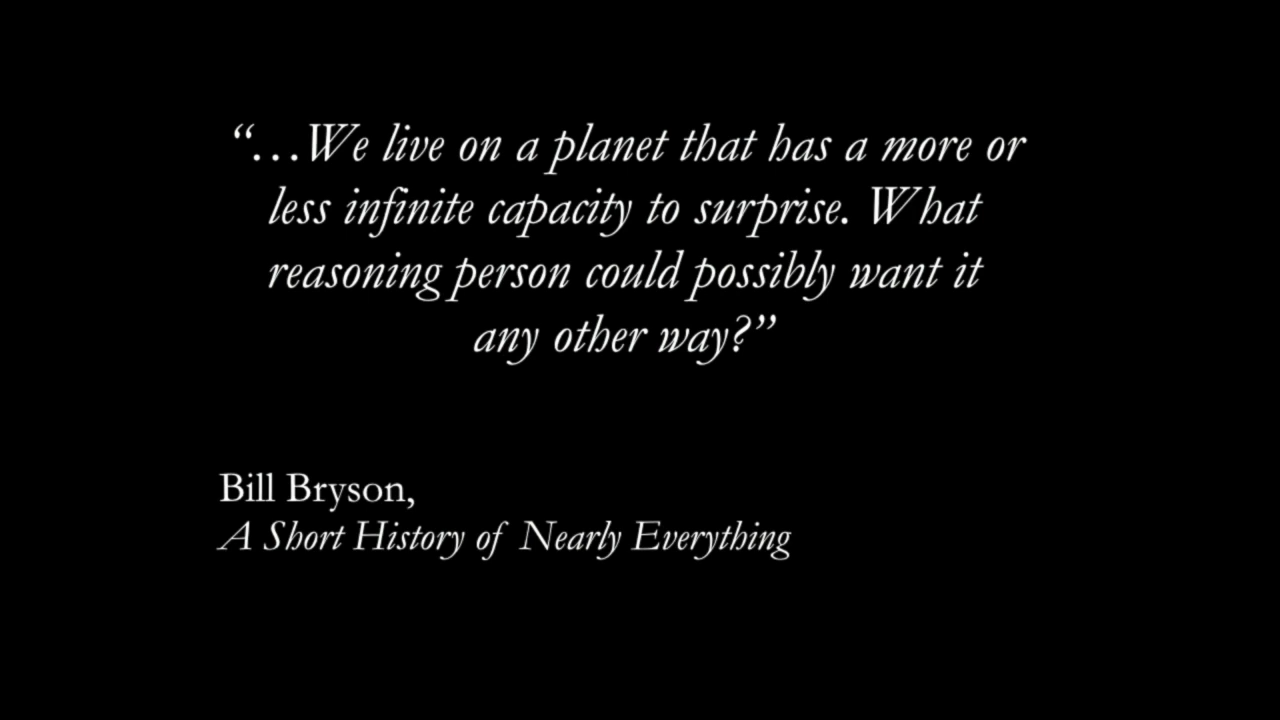 “…We live on a planet that has a more or
less infinite capacity to surprise. What
reasoning person could possibly want it
any other way?”
Bill Bryson,
A Short History of Nearly Everything